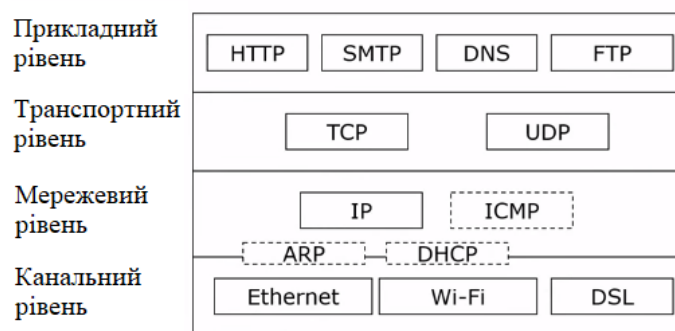 Прикладний
рівень
HTTP SMTP DNS FTP
Транспортний
рівень
TCP UDP
Мережевий
рівень
IP ICMP
ARP DHCP
Канальний
рівень
Ethernet Wi-Fi DSL